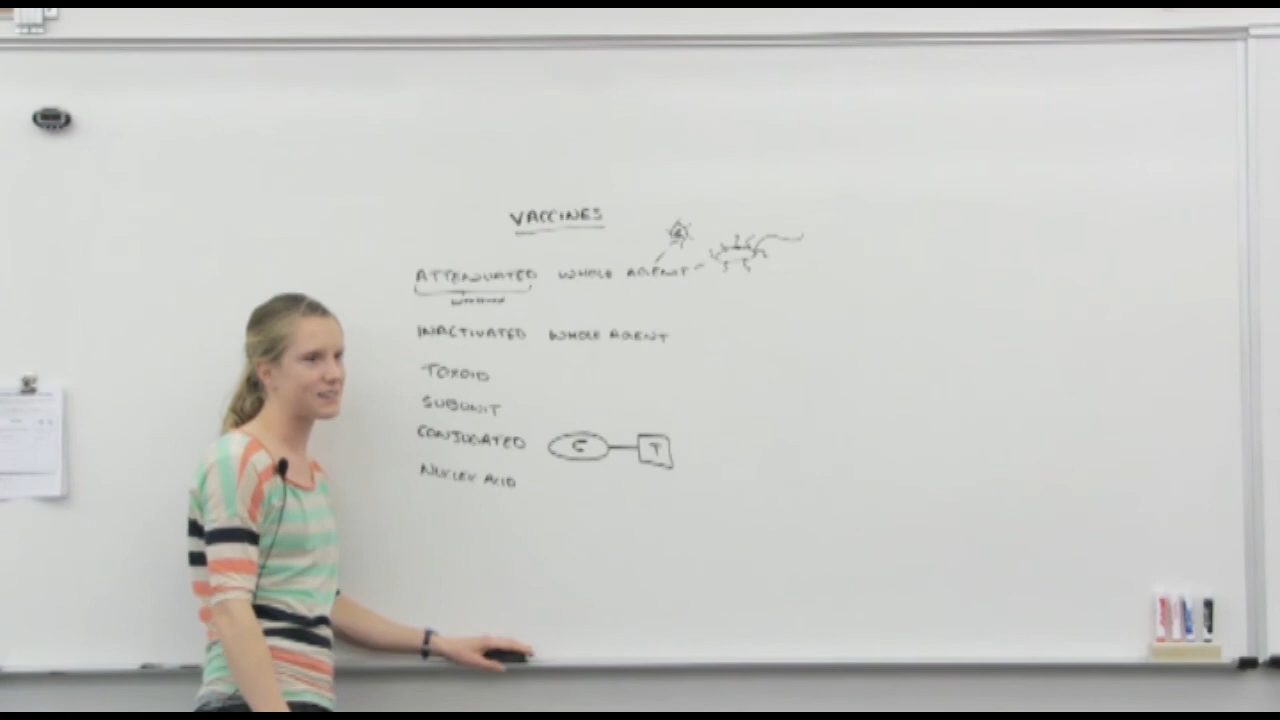 VACCINES
ATTENUATED WHOLE AGENT
INACTIVATED WHOLE AGENT
TOXOID
SUBUNIT
CONJUGATED C T
NUCLEIC ACID